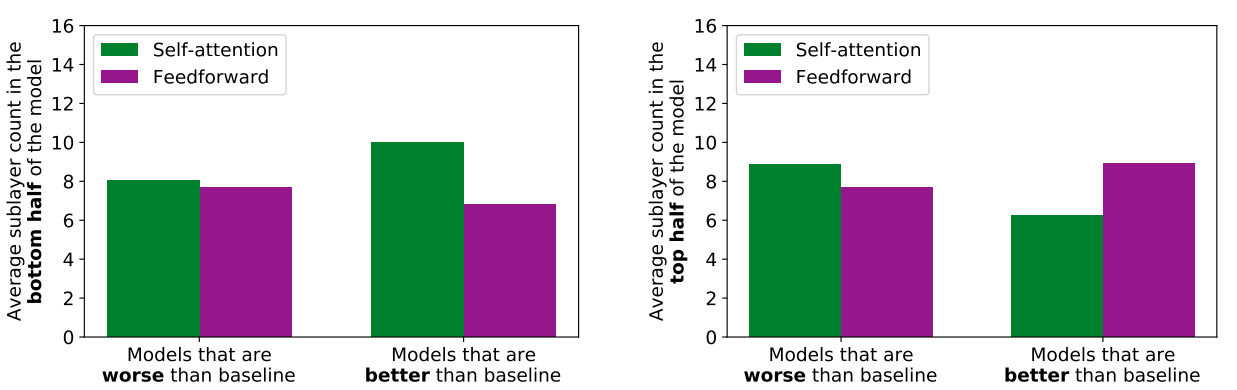 Average sublayer count in the
bottom half of the model
16
14
12
10
8
6
4
2
0
Self-attention
Feedforward
Models that are
worse than baseline
Models that are
better than baseline
Average sublayer count in the
top half of the model
16
14
12
10
8
6
4
2
0
Self-attention
Feedforward
Models that are
worse than baseline
Models that are
better than baseline